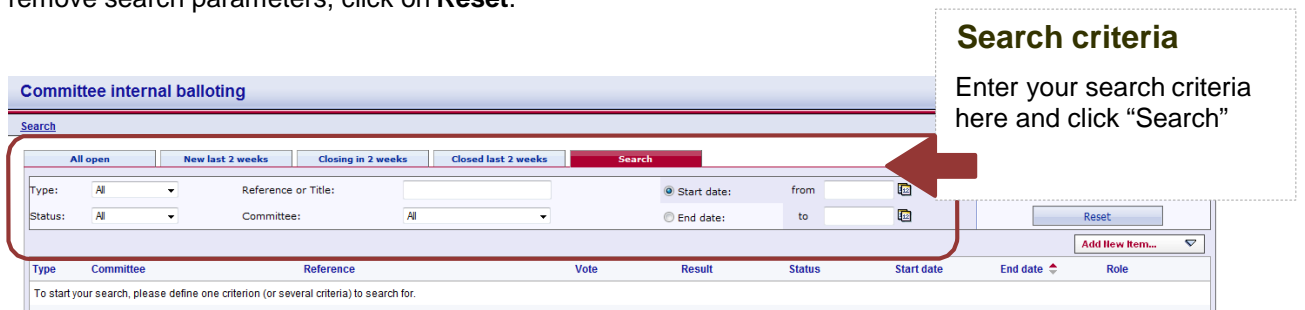 remove search parameters, click on Reset.
Search criteria
Enter your search criteria
here and click “Search”
Committee internal balloting
Search
All open New last 2 weeks Closing in 2 weeks Closed last 2 weeks Search
Type: All Reference or Title: Start date: from
Status: All Committee: All End date: to Reset
Add New Item...
Type Committee Reference Vote Result Status Start date End date Role
To start your search, please define one criterion (or several criteria) to search for.